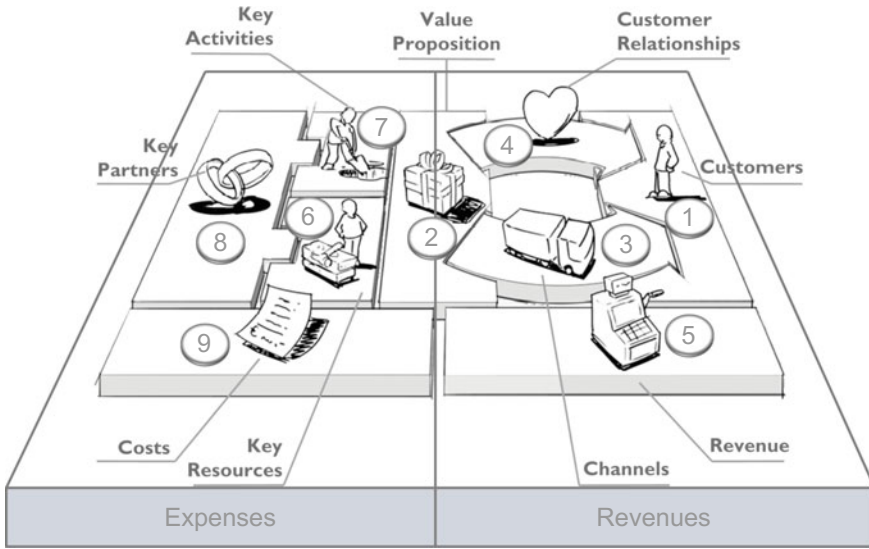 Key
Activities
Value
Proposition
Customer
Relationships
Key
Partners
7
4
Customers
6
1
8
2
3
9
5
Costs
Key
Resources
Channels
Revenue
Expenses
Revenues